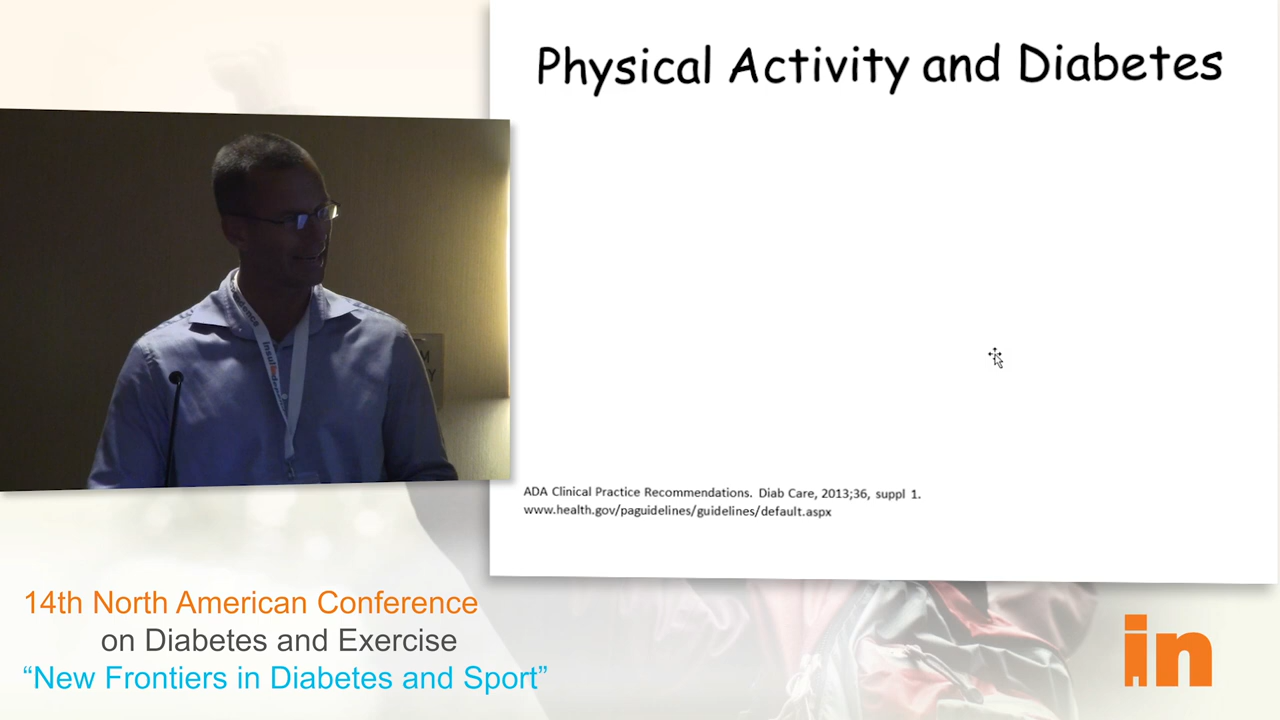 Physical Activity and Diabetes
ADA Clinical Practice Recommendations. Diab Care, 2013;36, suppl 1.
www.health.gov/paguidelines/guidelines/default.aspx
14th North American Conference
on Diabetes and Exercise
“New Frontiers in Diabetes and Sport”
in